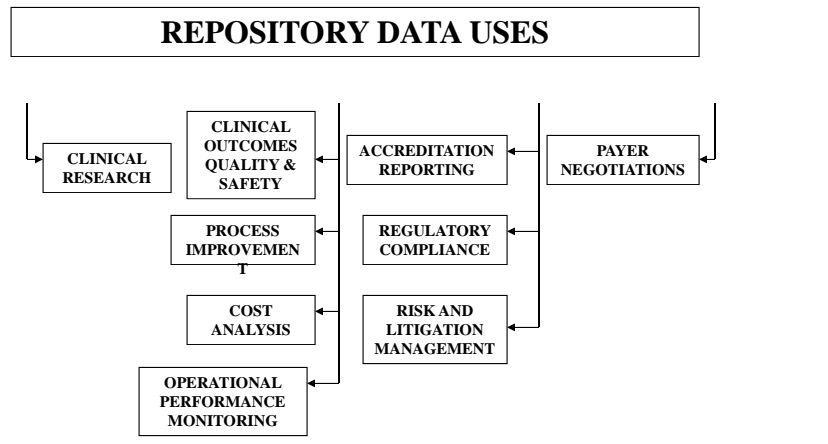 REPOSITORY DATA USES
CLINICAL
RESEARCH
CLINICAL
OUTCOMES
QUALITY &
SAFETY
PROCESS
IMPROVEMEN
T
COST
ANALYSIS
OPERATIONAL
PERFORMANCE
MONITORING
ACCREDITATION
REPORTING
REGULATORY
COMPLIANCE
RISK AND
LITIGATION
MANAGEMENT
PAYER
NEGOTIATIONS